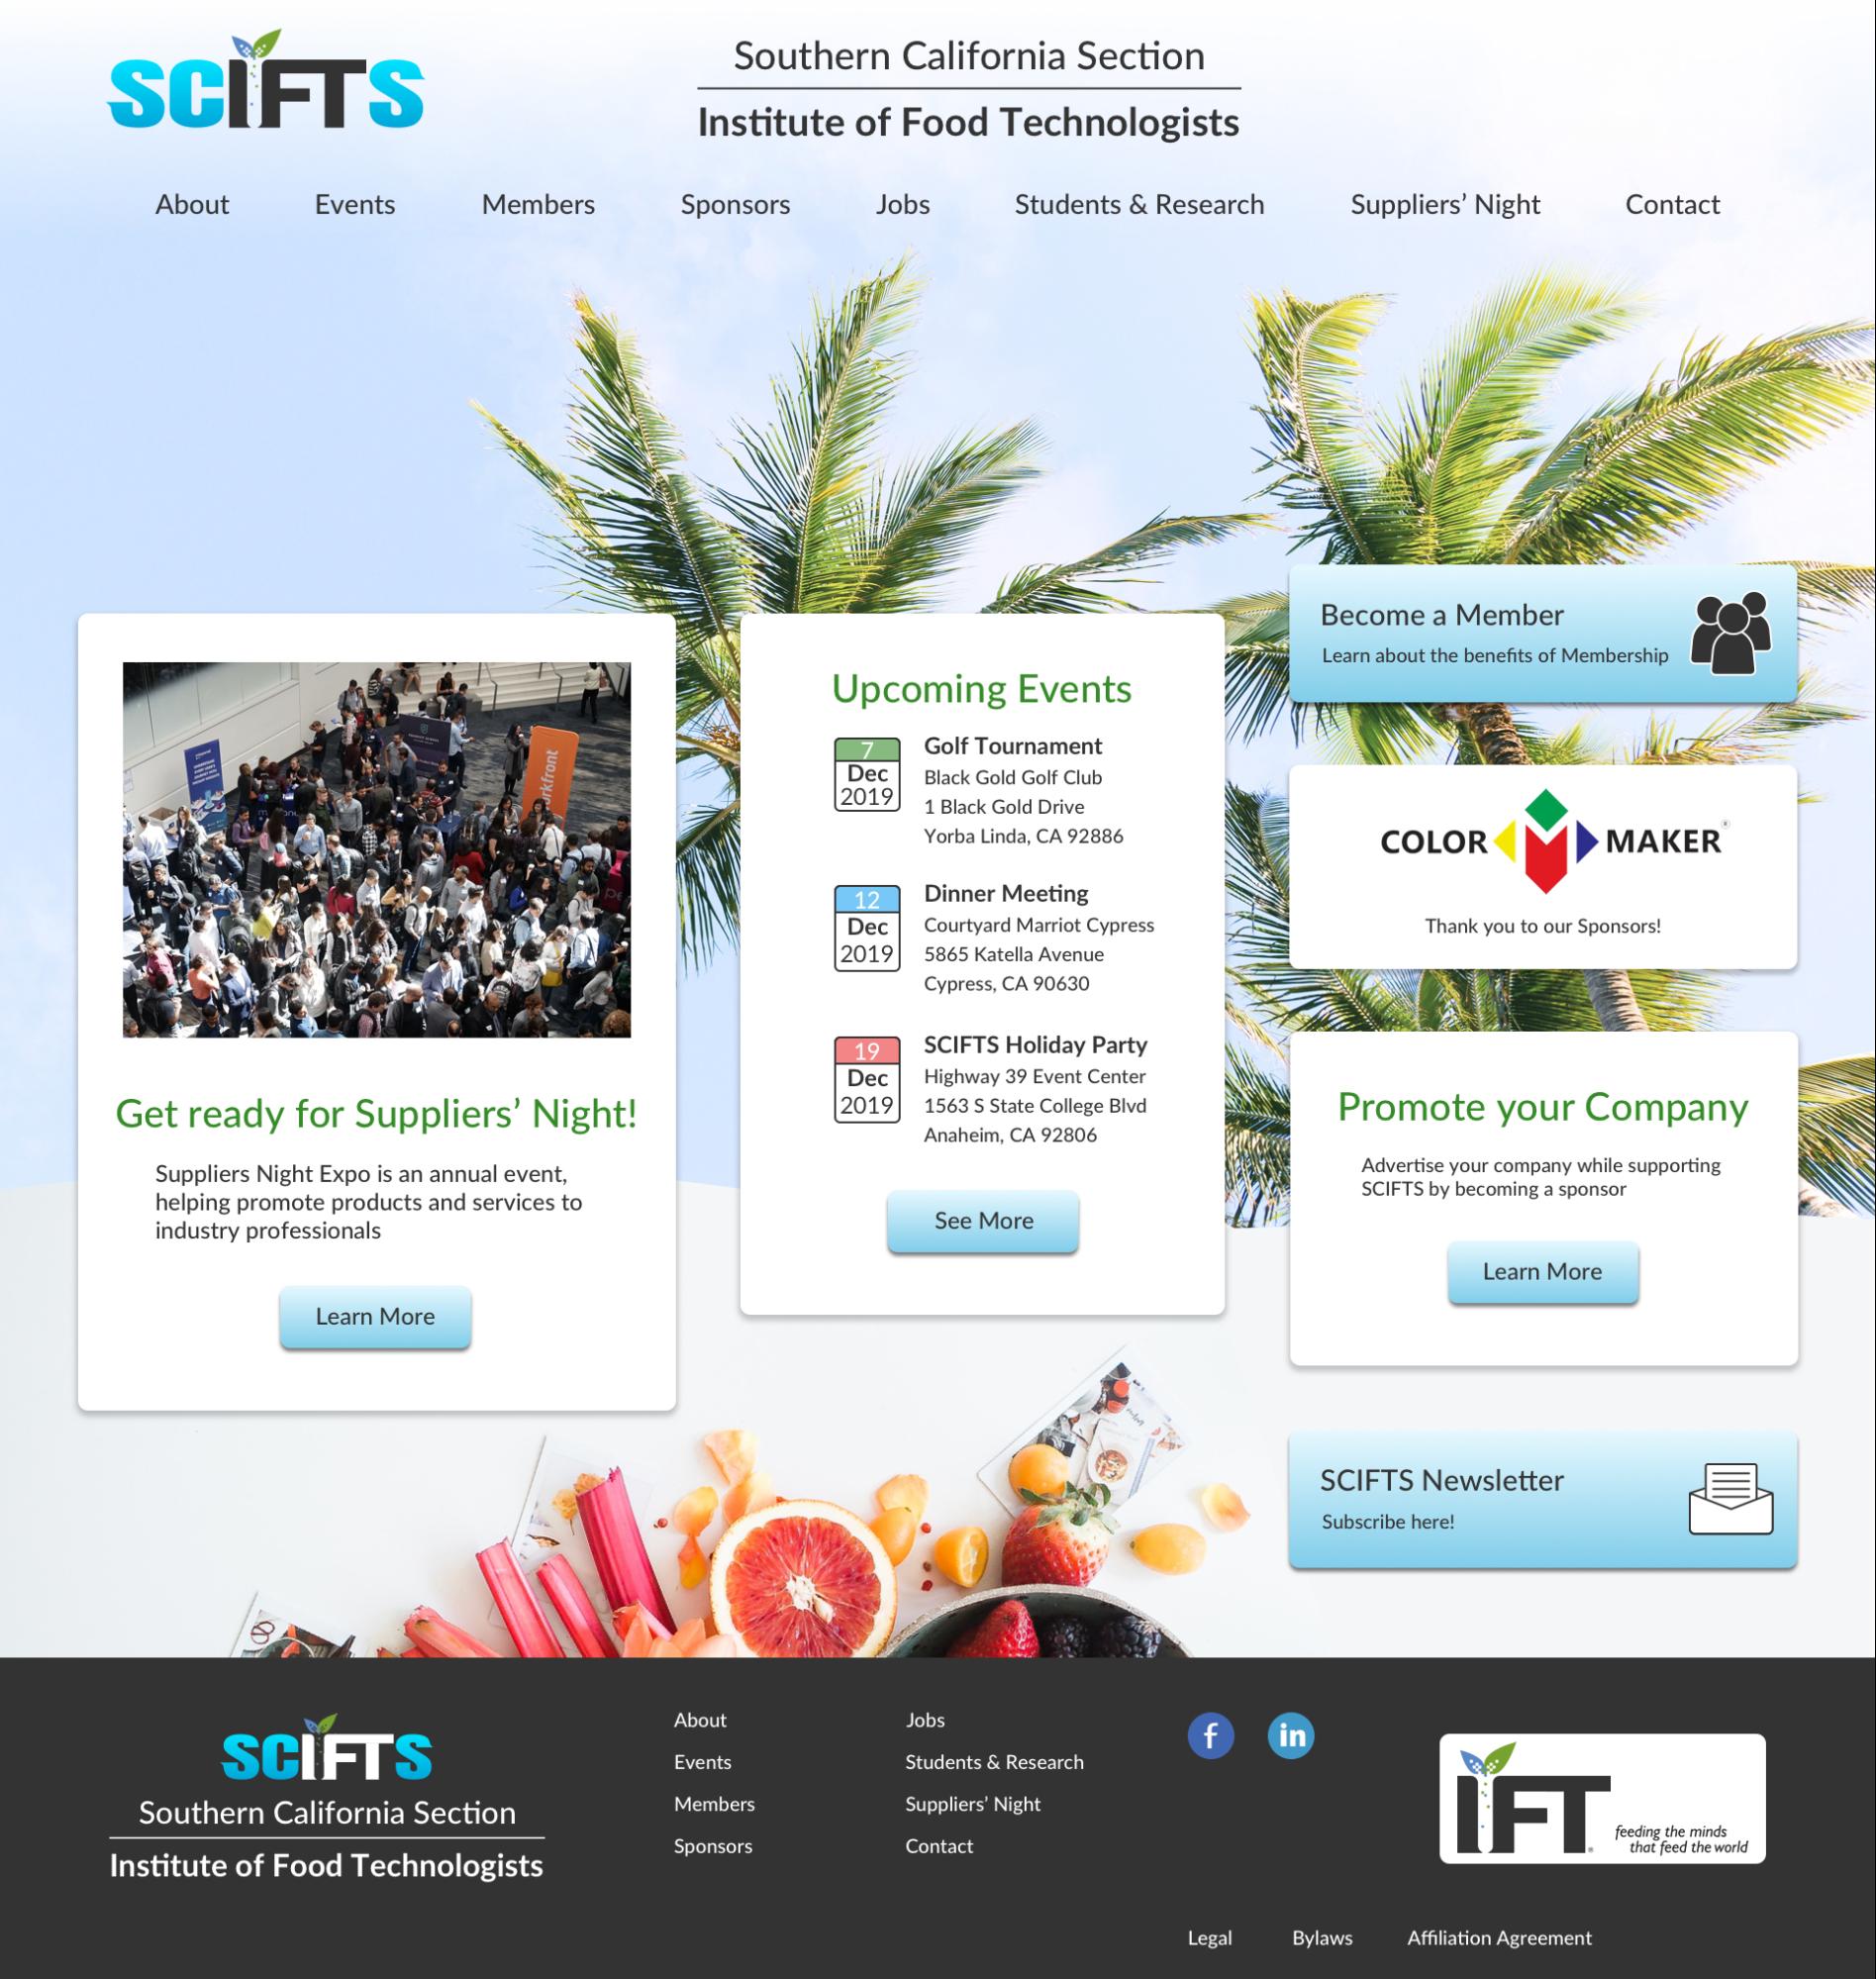 SCIFTS
Southern California Section
Institute of Food Technologists
About
Events
Members
Sponsors
Jobs
Students & Research
Suppliers’ Night
Contact
Get ready for Suppliers’ Night!
Suppliers Night Expo is an annual event,
helping promote products and services to
industry professionals
Learn More
Upcoming Events
7
Dec
2019
Golf Tournament
Black Gold Golf Club
1 Black Gold Drive
Yorba Linda, CA 92886
12
Dec
2019
Dinner Meeting
Courtyard Marriot Cypress
5865 Katella Avenue
Cypress, CA 90630
19
Dec
2019
SCIFTS Holiday Party
Highway 39 Event Center
1563 S State College Blvd
Anaheim, CA 92806
See More
Become a Member
Learn about the benefits of Membership
COLOR MAKER®
Thank you to our Sponsors!
Promote your Company
Advertise your company while supporting
SCIFTS by becoming a sponsor
Learn More
SCIFTS Newsletter
Subscribe here!
SCIFTS
Southern California Section
Institute of Food Technologists
About
Events
Members
Sponsors
Jobs
Students & Research
Suppliers’ Night
Contact
f
in
IFT®
feeding the minds
that feed the world
Legal
Bylaws
Affiliation Agreement